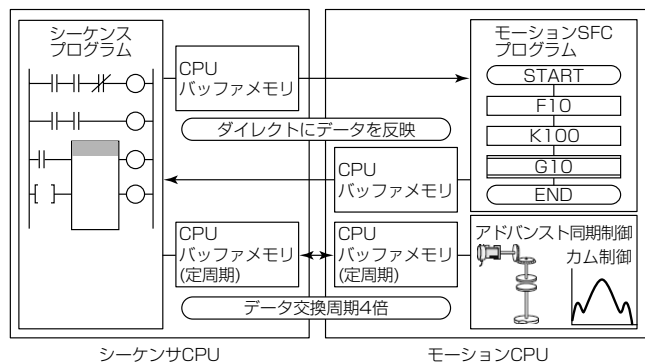 シーケンス
プログラム
CPU
バッファメモリ
モーションSFC
プログラム
START
F10
K100
G10
END
ダイレクトにデータを反映
CPU
バッファメモリ
CPU
バッファメモリ
(定周期)
CPU
バッファメモリ
(定周期)
アドバンスト同期制御
カム制御
データ交換周期4倍
シーケンサCPU
モーションCPU